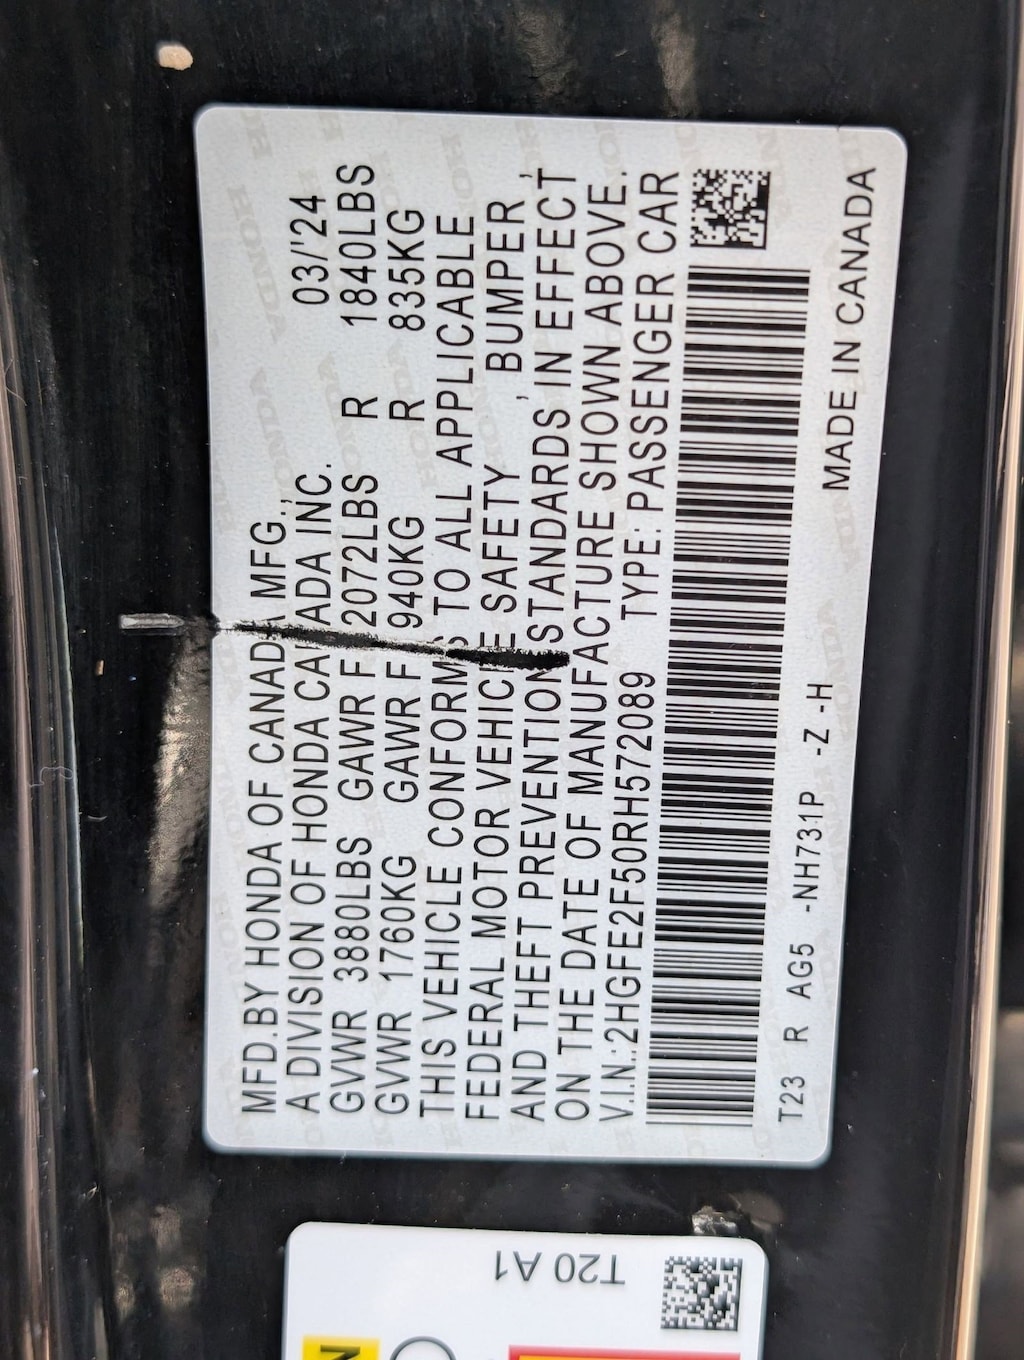 MFD.BY HONDA OF CANADA MFG.,
A DIVISION OF HONDA CANADA INC. 03/'24
GVWR 3880LBS GAWR F 2072LBS R 1840LBS
GVWR 1760KG GAWR F 940KG R 835KG
THIS VEHICLE CONFORMS TO ALL APPLICABLE
FEDERAL MOTOR VEHICLE SAFETY , BUMPER ,
AND THEFT PREVENTION STANDARDS IN EFFECT
ON THE DATE OF MANUFACTURE SHOWN ABOVE.
V.I.N.:2HGFE2F50RH572089 TYPE: PASSENGER CAR
T23 R AG5 -NH731P -Z -H MADE IN CANADA
T20 A1